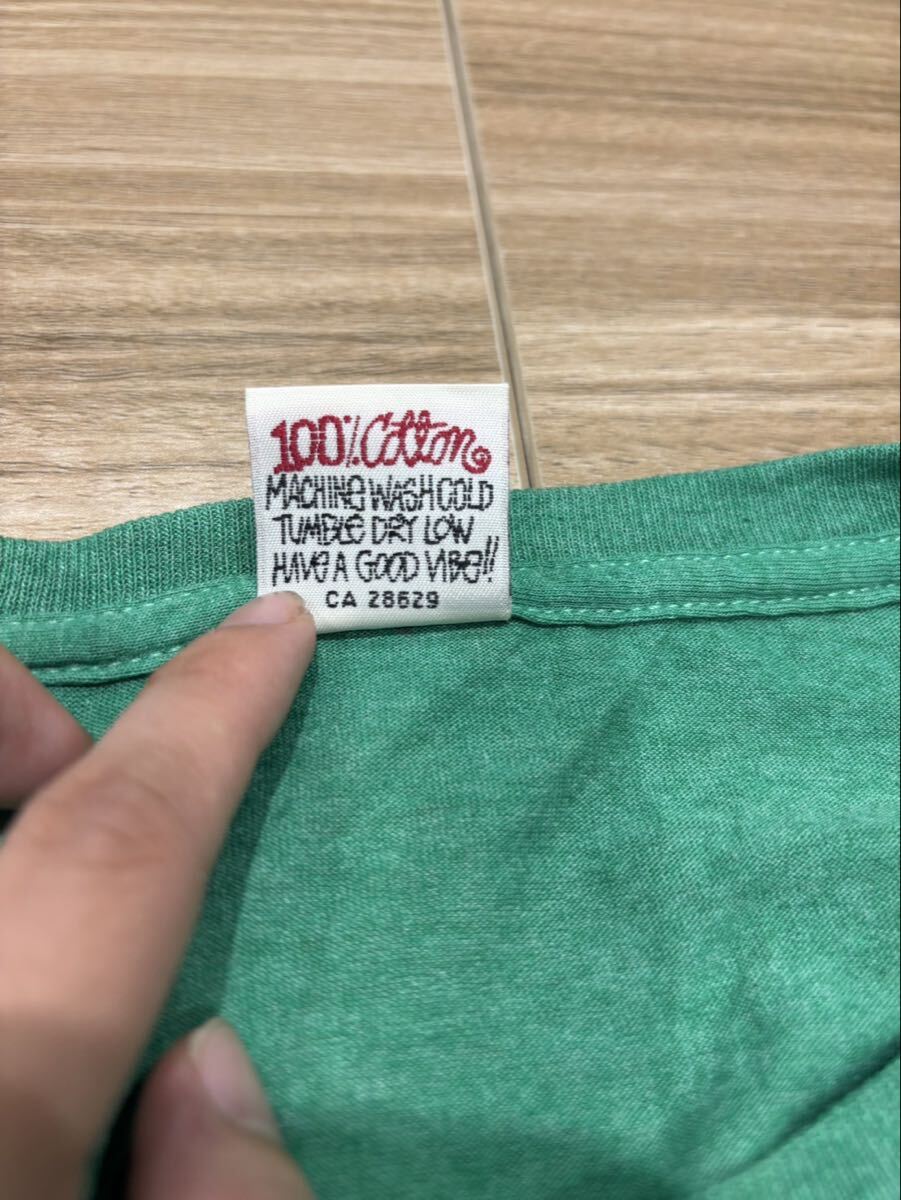 100% Cotton
MACHINE WASH COLD
TUMBLE DRY LOW
HAVE A GOOD VIBE!!
CA 28629